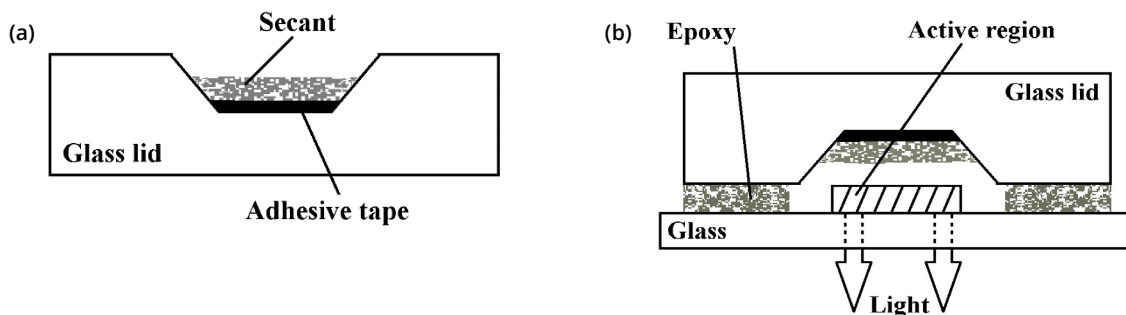 (a)
Secant
Glass lid
Adhesive tape
(b)
Epoxy
Active region
Glass lid
Glass
Light